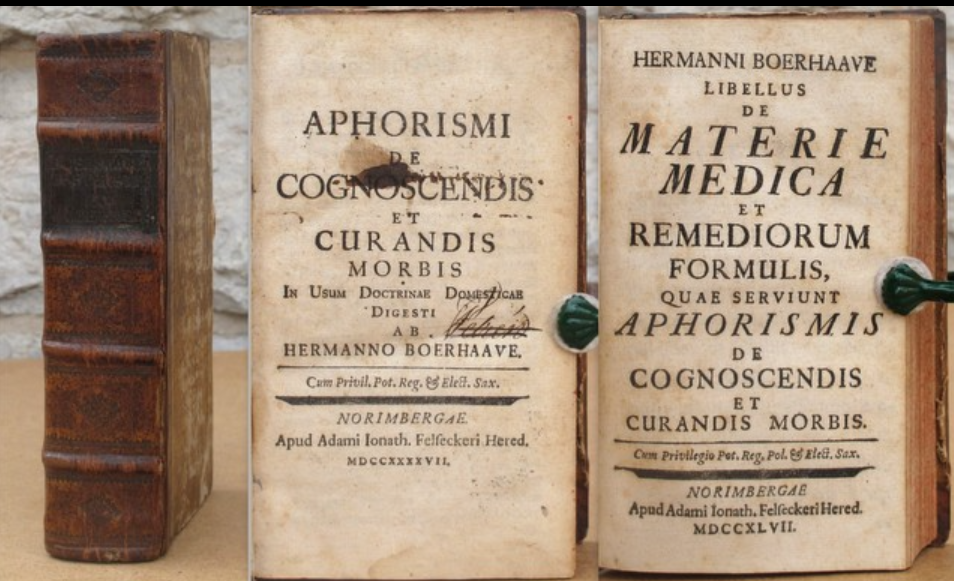 APHORISMI
DE
COGNOSCENDIS
ET
CURANDIS
MORBIS
IN USUM DOCTRINAE DOMESTICAE
DIGESTI
AB
HERMANNO BOERHAAVE.
Cum Privil. Pot. Reg. & Elect. Sax.
NORIMBERGAE.
Apud Adami Ionath. Felseckeri Hered.
MDCCXXXXVII.
HERMANNI BOERHAAVE
LIBELLUS
DE
MATERIE
MEDICA
ET
REMEDIORUM
FORMULIS,
QUAE SERVIUNT
APHORISMIS
DE
COGNOSCENDIS
ET
CURANDIS MORBIS.
Cum Privilegio Pot. Reg. Pol. & Elect. Sax.
NORIMBERGAE
Apud Adami Ionath. Felseckeri Hered.
MDCCXLVII.